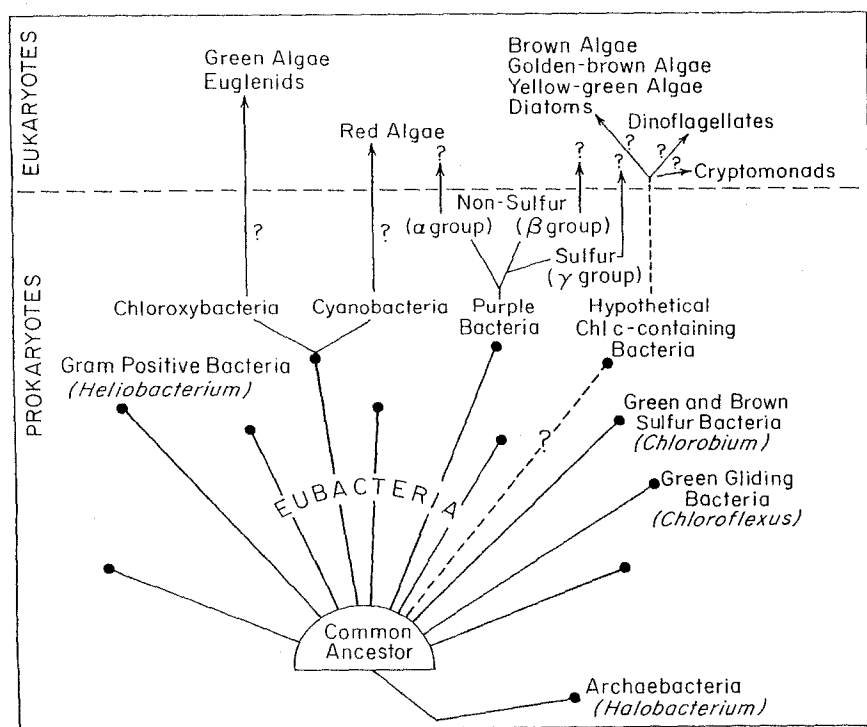 EUKARYOTES
Green Algae
Euglenids
Red Algae
?
?
Brown Algae
Golden-brown Algae
Yellow-green Algae
Diatoms
?
?
?
?
Dinoflagellates
Cryptomonads
PROKARYOTES
?
?
Non-Sulfur
(α group)
(β group)
Sulfur
(γ group)
Chloroxybacteria
Cyanobacteria
Purple
Bacteria
Hypothetical
Chl c-containing
Bacteria
Gram Positive Bacteria
(Heliobacterium)
Green and Brown
Sulfur Bacteria
(Chlorobium)
?
EUBACTERIA
Green Gliding
Bacteria
(Chloroflexus)
Common
Ancestor
Archaebacteria
(Halobacterium)